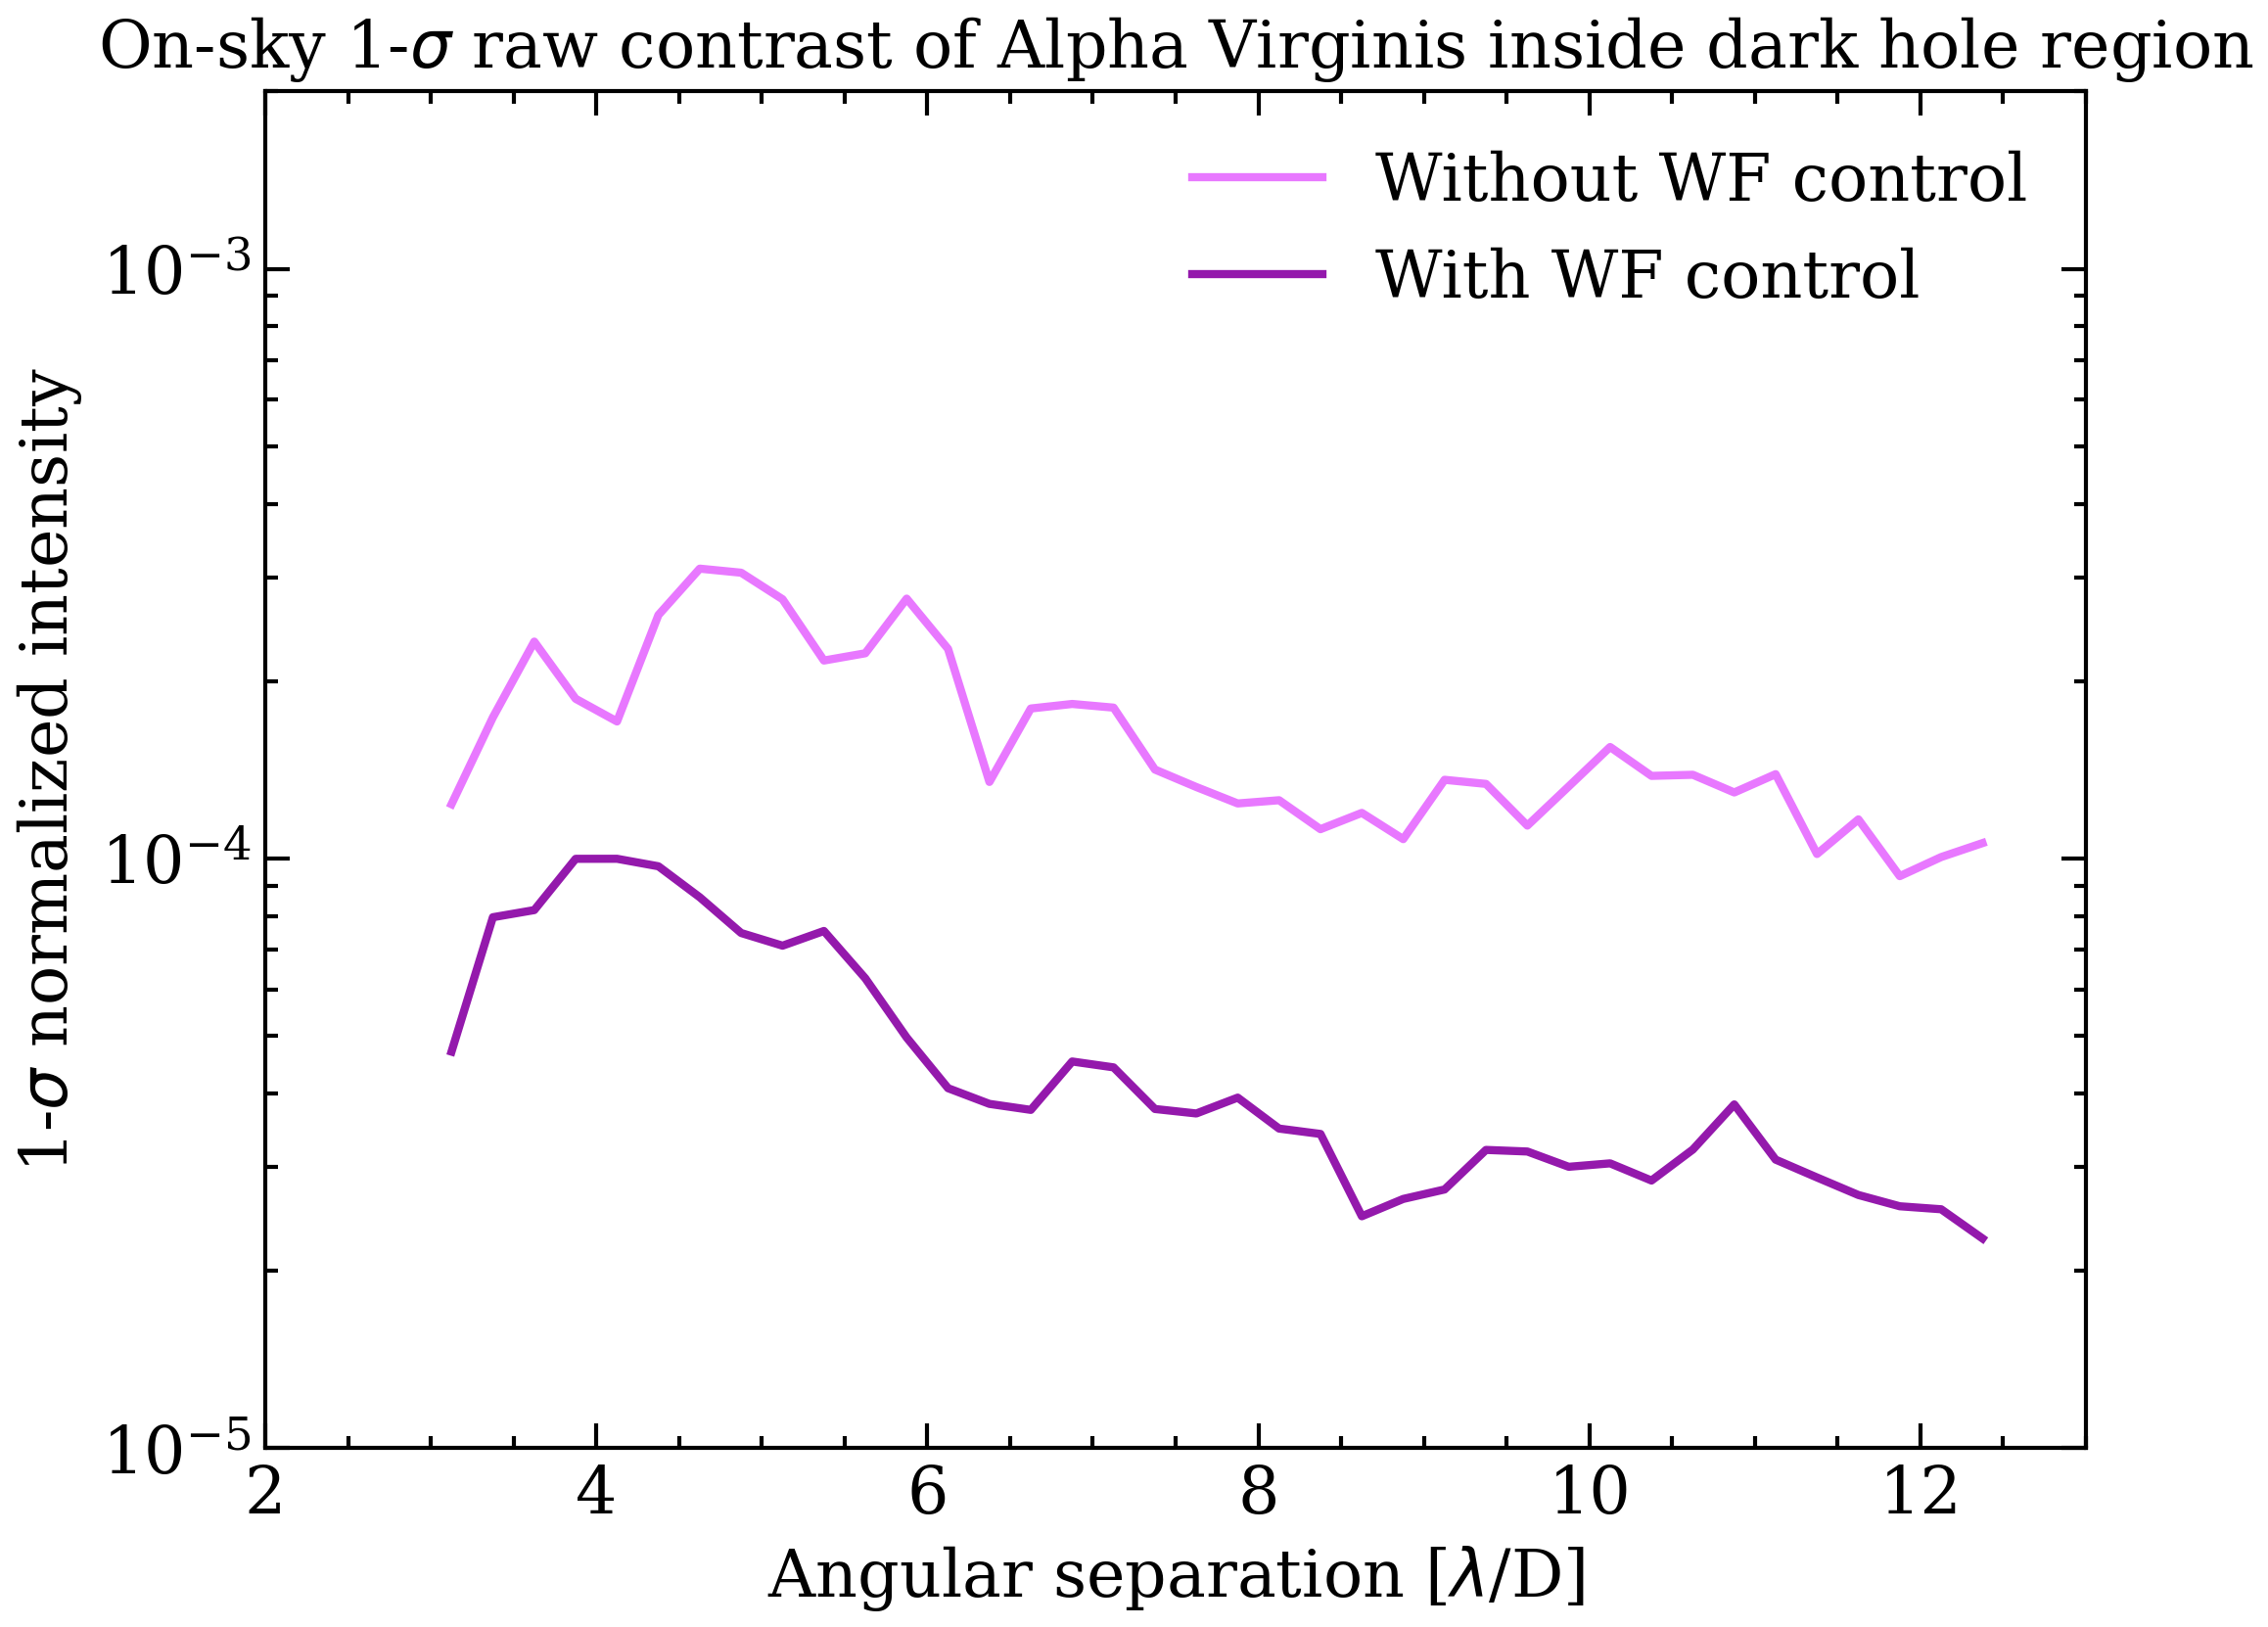 On-sky 1-σ raw contrast of Alpha Virginis inside dark hole region
Without WF control
With WF control
1-σ normalized intensity
10⁻³
10⁻⁴
10⁻⁵
2 4 6 8 10 12
Angular separation [λ/D]